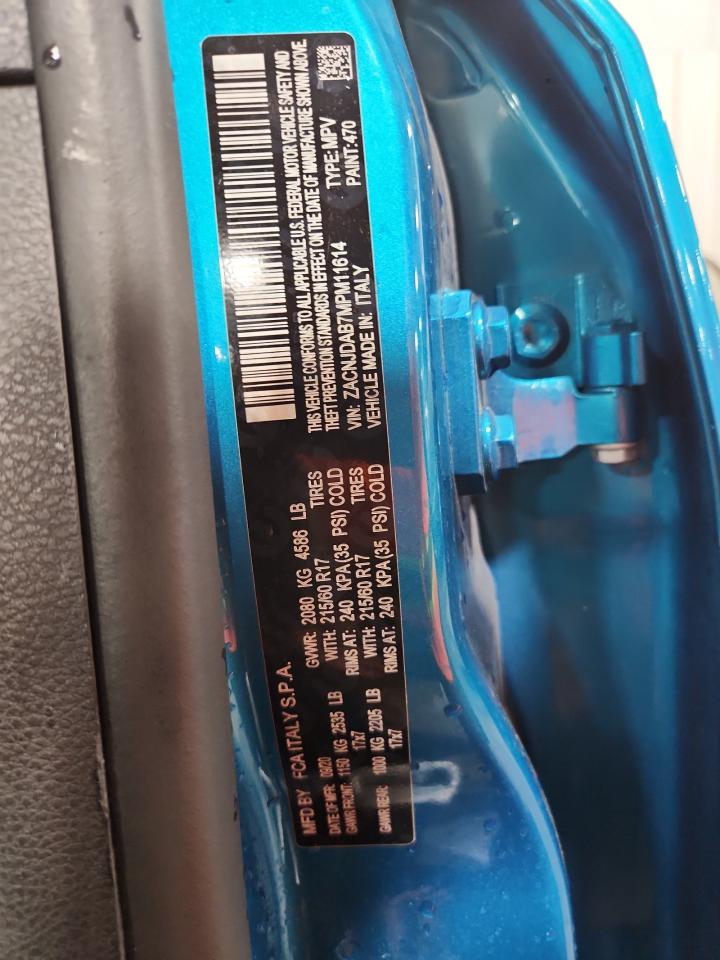 MFD BY FCA ITALY S.P.A.
DATE OF MFR: 09/20 GVWR: 2080 KG 4586 LB
GAWR FRONT: 1150 KG 2535 LB WITH: 215/60 R17 TIRES
17x7 RIMS AT: 240 KPA(35 PSI) COLD
GAWR REAR: 1000 KG 2205 LB WITH: 215/60 R17 TIRES
17x7 RIMS AT: 240 KPA(35 PSI) COLD
THIS VEHICLE CONFORMS TO ALL APPLICABLE U.S. FEDERAL MOTOR VEHICLE SAFETY AND
THEFT PREVENTION STANDARDS IN EFFECT ON THE DATE OF MANUFACTURE SHOWN ABOVE.
VIN: ZACNJDAB7MPM11614 TYPE: MPV
VEHICLE MADE IN: ITALY PAINT: 470